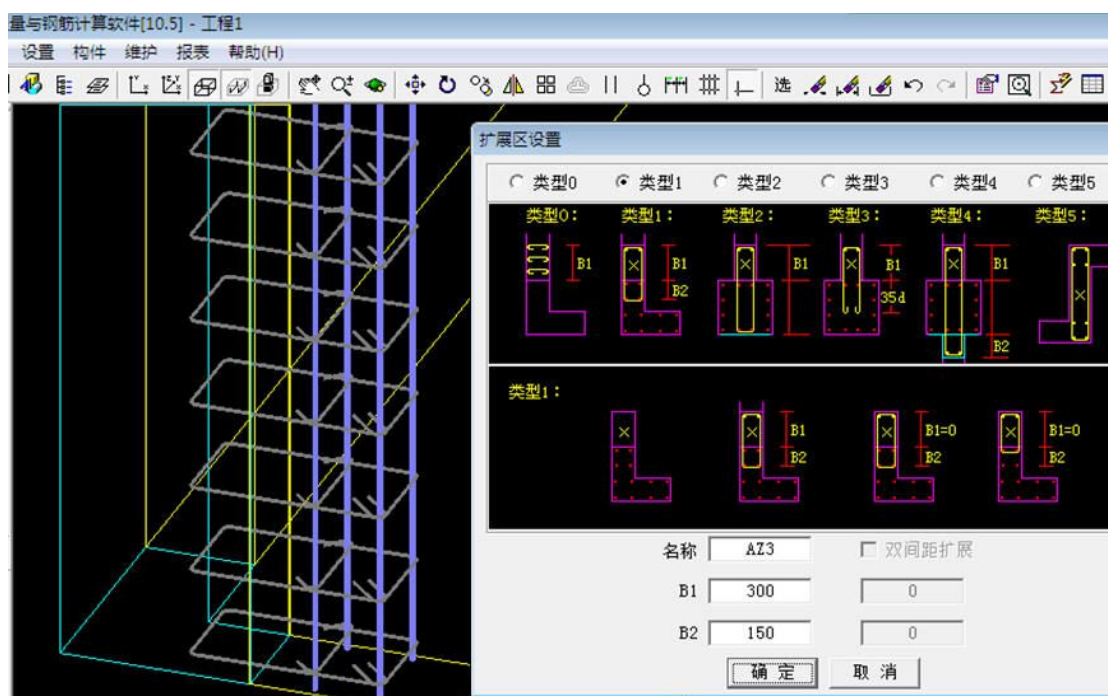 量与钢筋计算软件[10.5] - 工程1
设置 构件 维护 报表 帮助(H)
选
扩展区设置
类型0 类型1 类型2 类型3 类型4 类型5
类型0: 类型1: 类型2: 类型3: 类型4: 类型5:
B1 B1 B1 B1 B1
B2 35d
B2
类型1:
B1 B1=0 B1=0
B2 B2 B2
名称 AZ3 双间距扩展
B1 300 0
B2 150 0
确定 取消